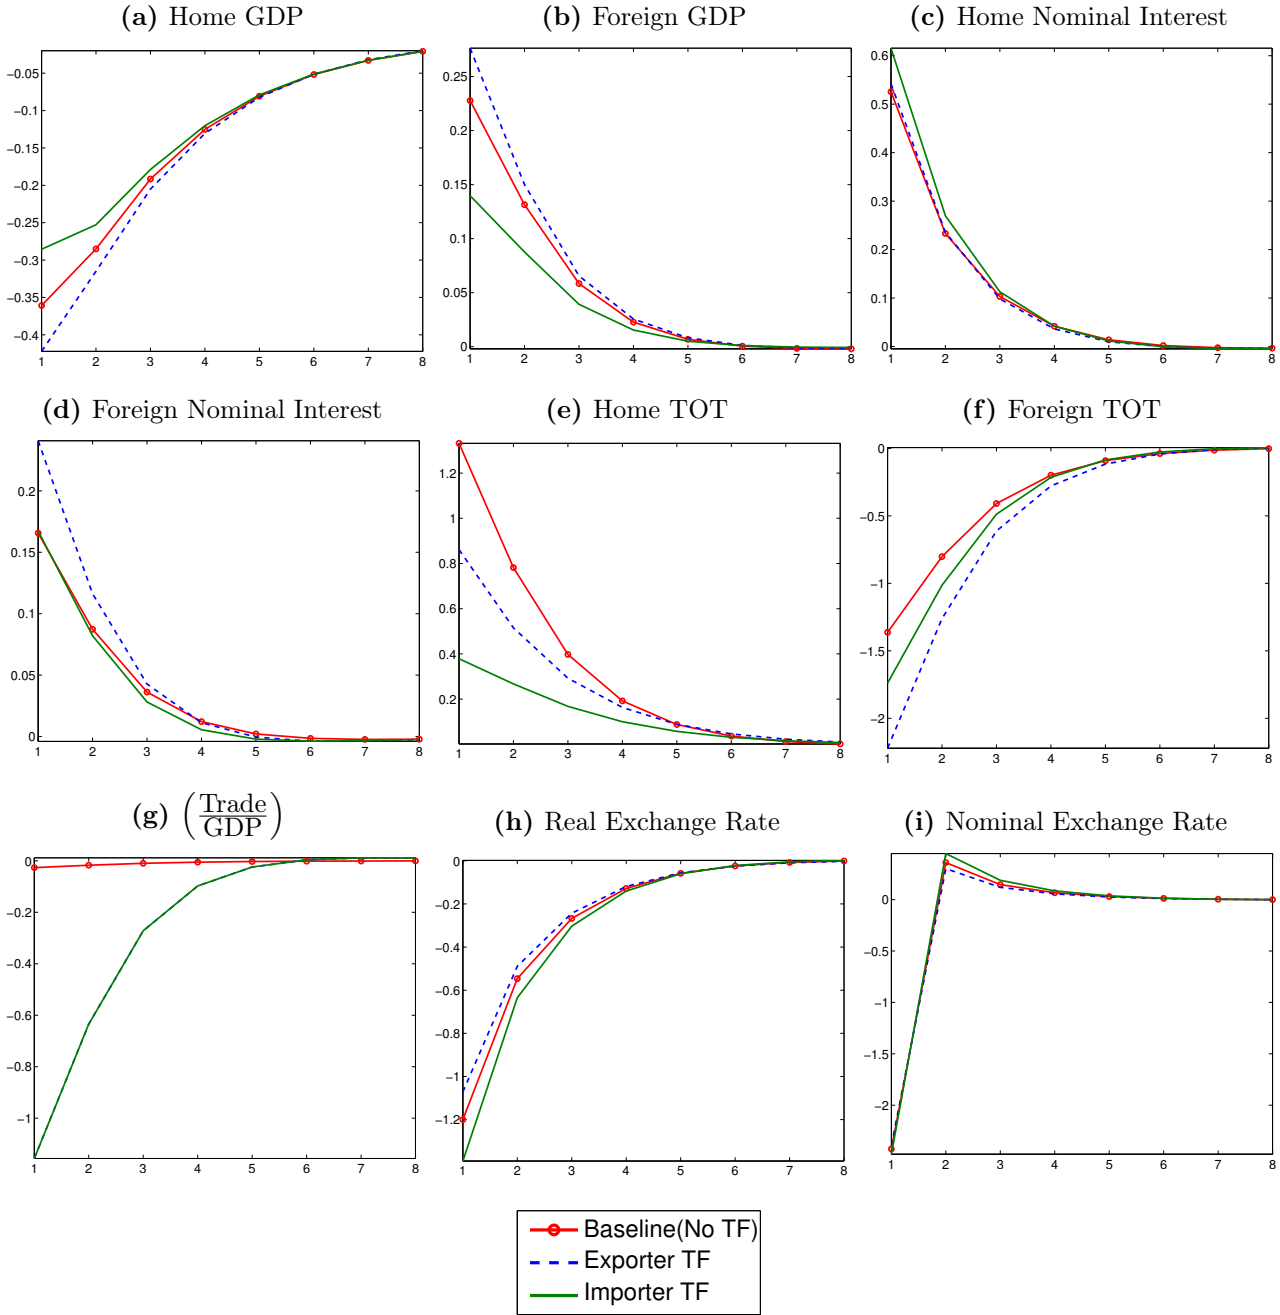 (a) Home GDP
(b) Foreign GDP
(c) Home Nominal Interest
−0.05
−0.1
−0.15
−0.2
−0.25
−0.3
−0.35
−0.4
1 2 3 4 5 6 7 8
0.25
0.2
0.15
0.1
0.05
0
1 2 3 4 5 6 7 8
0.6
0.5
0.4
0.3
0.2
0.1
0
1 2 3 4 5 6 7 8
(d) Foreign Nominal Interest
(e) Home TOT
(f) Foreign TOT
0.2
0.15
0.1
0.05
0
1 2 3 4 5 6 7 8
1.2
1
0.8
0.6
0.4
0.2
1 2 3 4 5 6 7 8
0
−0.5
−1
−1.5
−2
1 2 3 4 5 6 7 8
(g) (Trade/GDP)
(h) Real Exchange Rate
(i) Nominal Exchange Rate
0
−0.2
−0.4
−0.6
−0.8
−1
1 2 3 4 5 6 7 8
0
−0.2
−0.4
−0.6
−0.8
−1
−1.2
1 2 3 4 5 6 7 8
0
−0.5
−1
−1.5
−2
1 2 3 4 5 6 7 8
Baseline(No TF)
Exporter TF
Importer TF